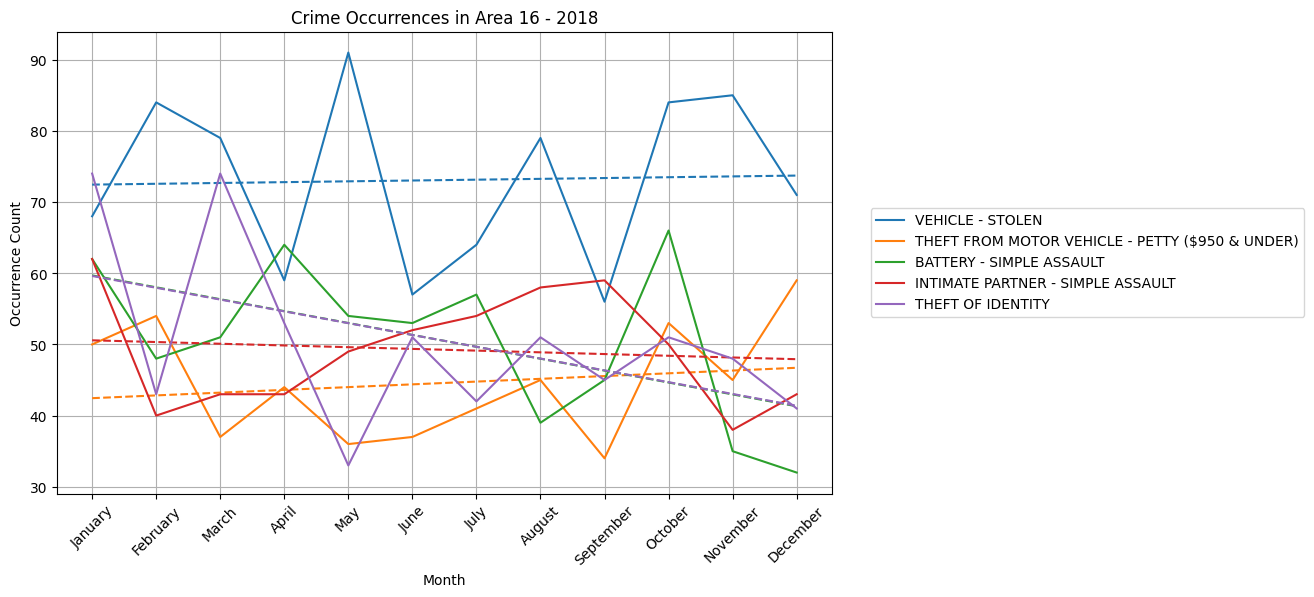 Crime Occurrences in Area 16 - 2018
Occurrence Count
90
80
70
60
50
40
30
January
February
March
April
May
June
July
August
September
October
November
December
Month
VEHICLE - STOLEN
THEFT FROM MOTOR VEHICLE - PETTY ($950 & UNDER)
BATTERY - SIMPLE ASSAULT
INTIMATE PARTNER - SIMPLE ASSAULT
THEFT OF IDENTITY